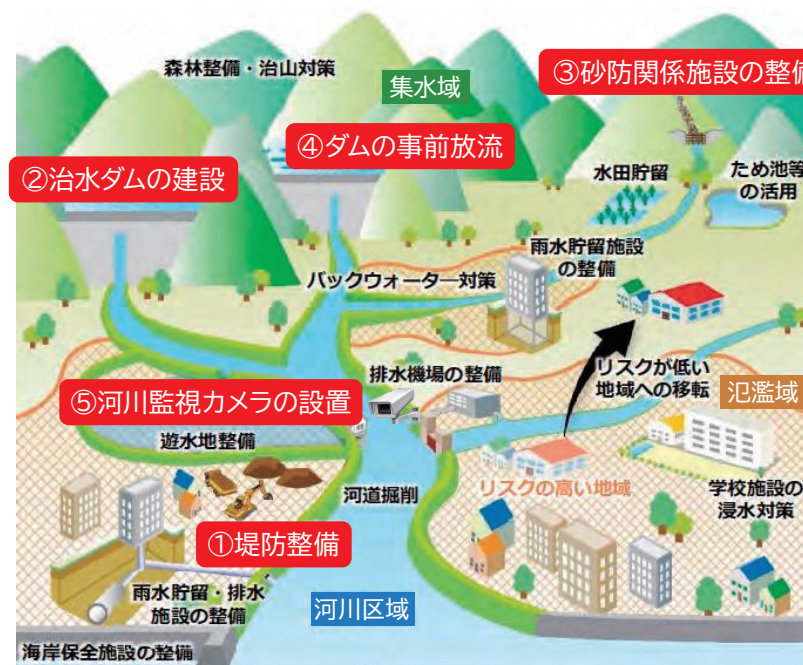 森林整備・治山対策
集水域
③砂防関係施設の整備
④ダムの事前放流
②治水ダムの建設
水田貯留
ため池等
の活用
雨水貯留施設
の整備
バックウォーター対策
排水機場の整備
リスクが低い
地域への移転
氾濫域
⑤河川監視カメラの設置
遊水地整備
河道掘削
リスクの高い地域
学校施設の
浸水対策
①堤防整備
雨水貯留・排水
施設の整備
河川区域
海岸保全施設の整備